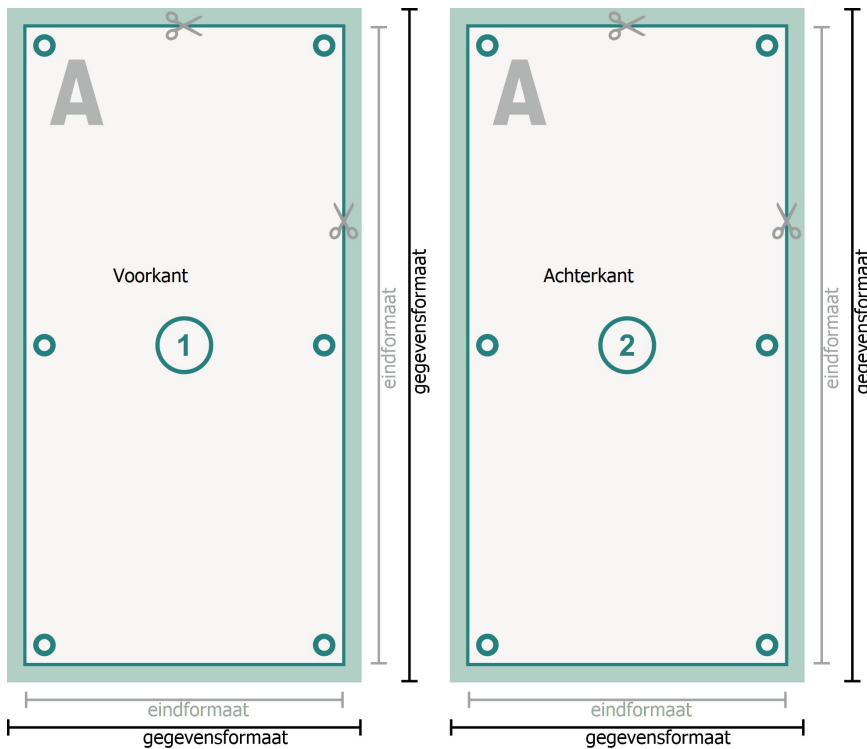 A
Voorkant
1
eindformaat
gegevensformaat
eindformaat
gegevensformaat
A
Achterkant
2
eindformaat
gegevensformaat
eindformaat
gegevensformaat